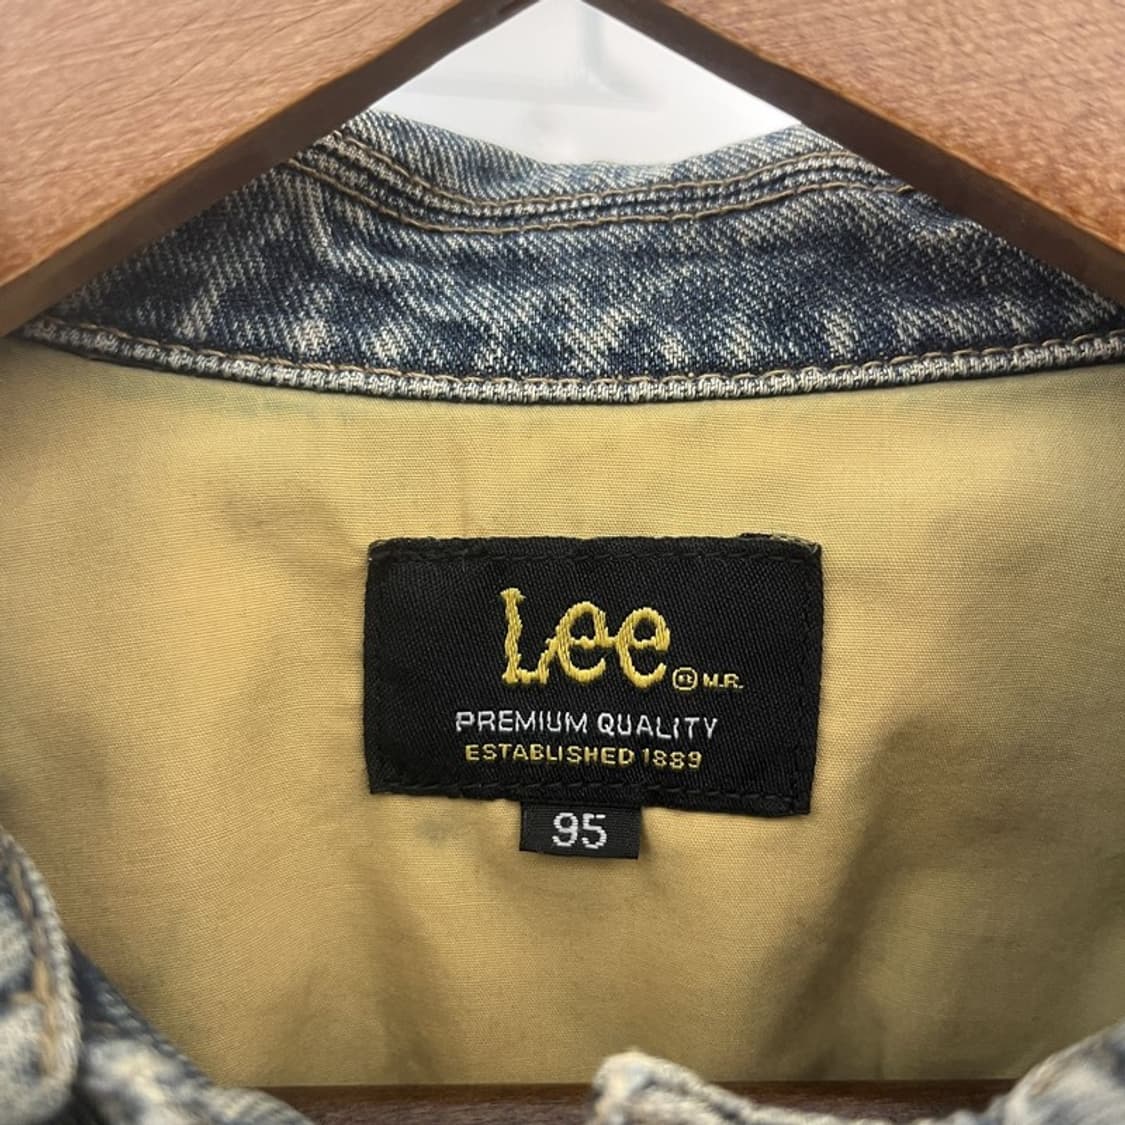 Lee ® M.R.
PREMIUM QUALITY
ESTABLISHED 1889
95